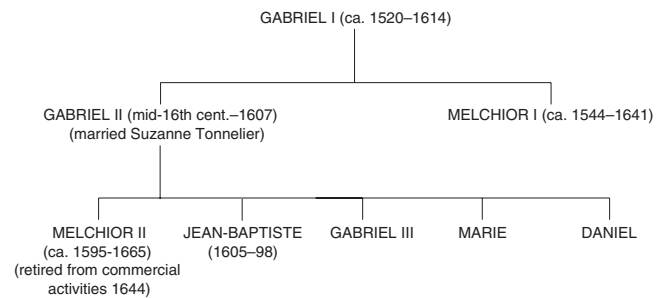 GABRIEL I (ca. 1520–1614)
GABRIEL II (mid-16th cent.–1607)
(married Suzanne Tonnelier)
MELCHIOR I (ca. 1544–1641)
MELCHIOR II
(ca. 1595-1665)
(retired from commercial
activities 1644)
JEAN-BAPTISTE
(1605–98)
GABRIEL III
MARIE
DANIEL